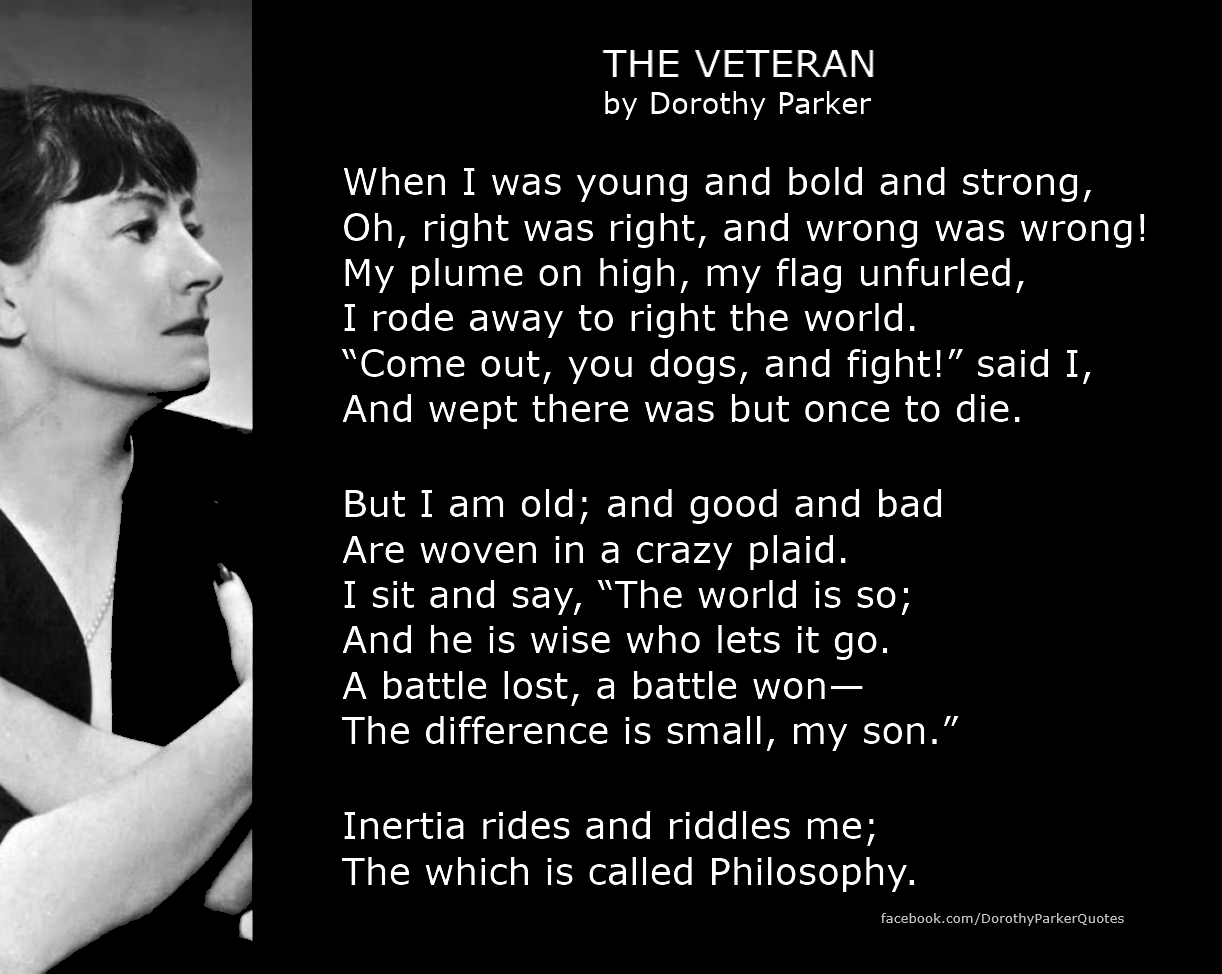 THE VETERAN
by Dorothy Parker
When I was young and bold and strong,
Oh, right was right, and wrong was wrong!
My plume on high, my flag unfurled,
I rode away to right the world.
“Come out, you dogs, and fight!” said I,
And wept there was but once to die.
But I am old; and good and bad
Are woven in a crazy plaid.
I sit and say, “The world is so;
And he is wise who lets it go.
A battle lost, a battle won—
The difference is small, my son.”
Inertia rides and riddles me;
The which is called Philosophy.
facebook.com/DorothyParkerQuotes